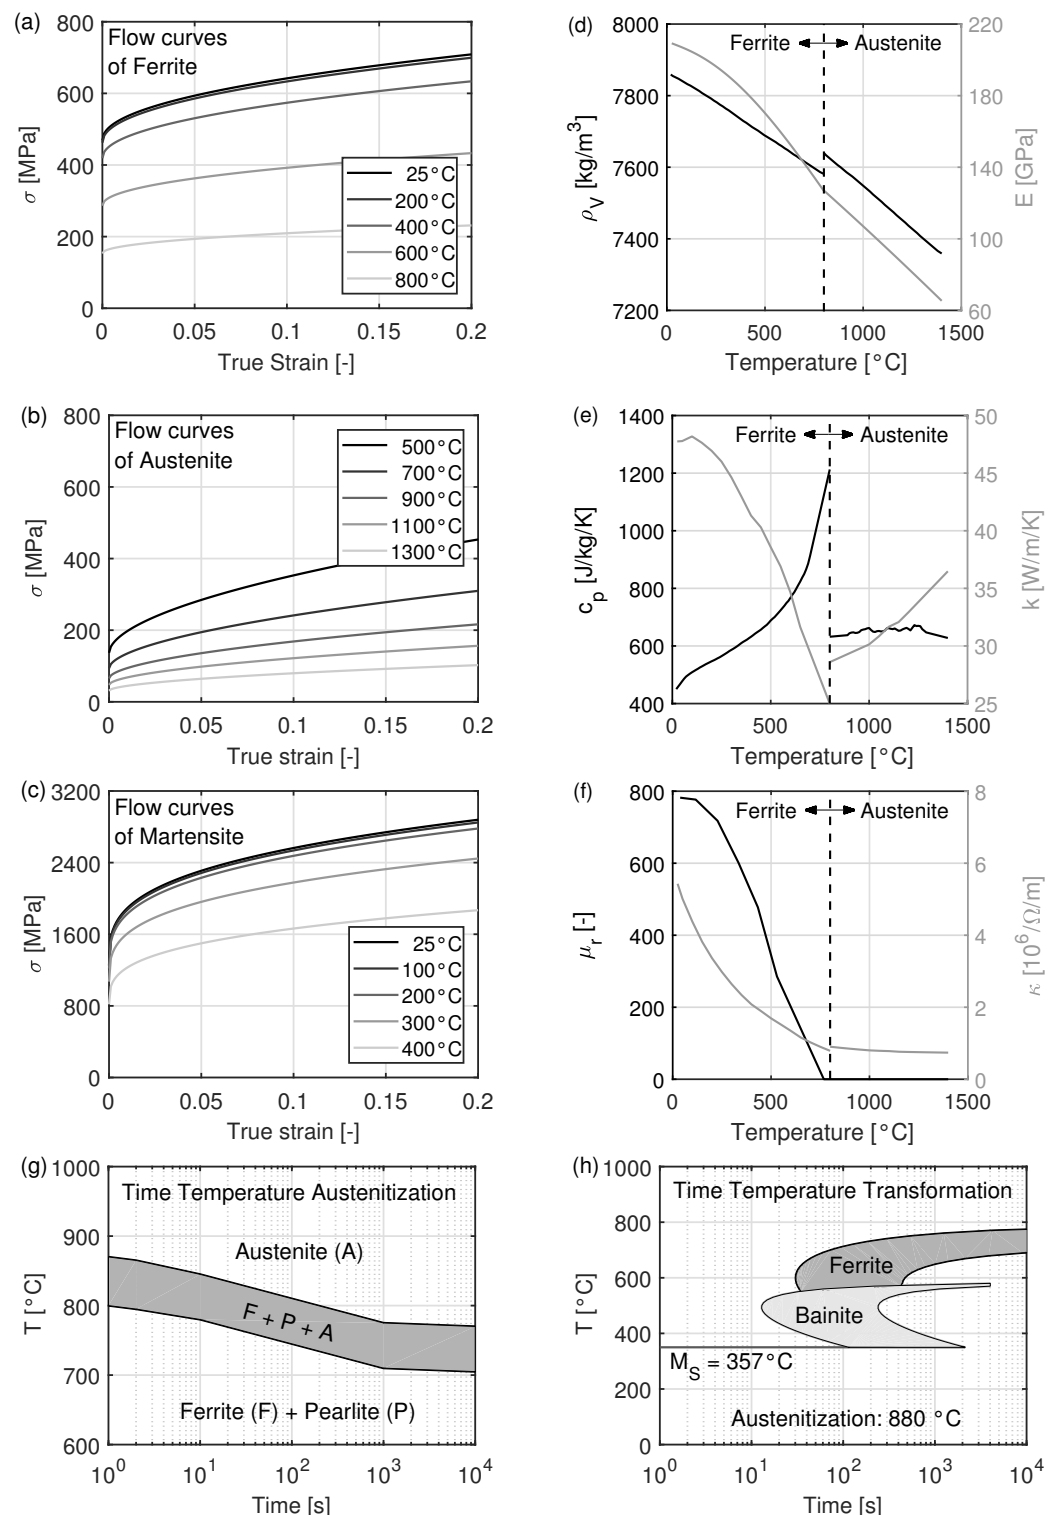 (a)
800
600
400
200
0
σ [MPa]
Flow curves
of Ferrite
25°C
200°C
400°C
600°C
800°C
0 0.05 0.1 0.15 0.2
True Strain [-]
(d)
8000
7800
7600
7400
7200
ρV [kg/m3]
Ferrite Austenite
220
180
140
100
60
E [GPa]
0 500 1000 1500
Temperature [°C]
(b)
800
600
400
200
0
σ [MPa]
Flow curves
of Austenite
500°C
700°C
900°C
1100°C
1300°C
0 0.05 0.1 0.15 0.2
True strain [-]
(e)
1400
1200
1000
800
600
400
cp [J/kg/K]
Ferrite Austenite
50
45
40
35
30
25
k [W/m/K]
0 500 1000 1500
Temperature [°C]
(c)
3200
2400
1600
800
0
σ [MPa]
Flow curves
of Martensite
25°C
100°C
200°C
300°C
400°C
0 0.05 0.1 0.15 0.2
True strain [-]
(f)
800
600
400
200
0
μr [-]
Ferrite Austenite
8
6
4
2
0
κ [10^6/Ω/m]
0 500 1000 1500
Temperature [°C]
(g)
1000
900
800
700
600
T [°C]
Time Temperature Austenitization
Austenite (A)
F + P + A
Ferrite (F) + Pearlite (P)
10^0 10^1 10^2 10^3 10^4
Time [s]
(h)
1000
800
600
400
200
0
T [°C]
Time Temperature Transformation
Ferrite
Bainite
MS = 357°C
Austenitization: 880 °C
10^0 10^1 10^2 10^3 10^4
Time [s]